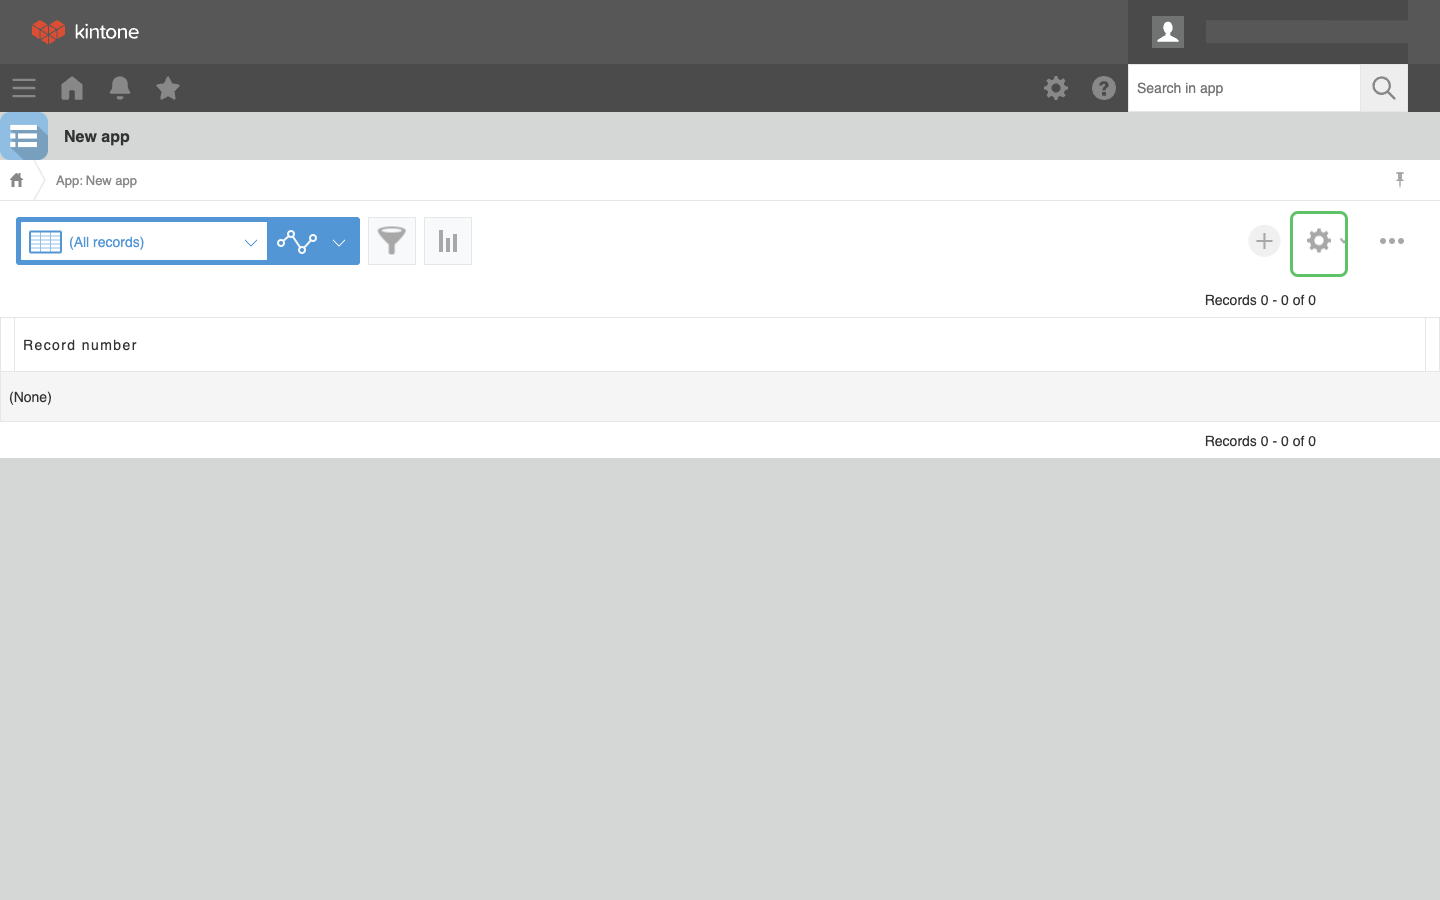 kintone
Search in app
New app
App: New app
(All records)
Records 0 - 0 of 0
Record number
(None)
Records 0 - 0 of 0